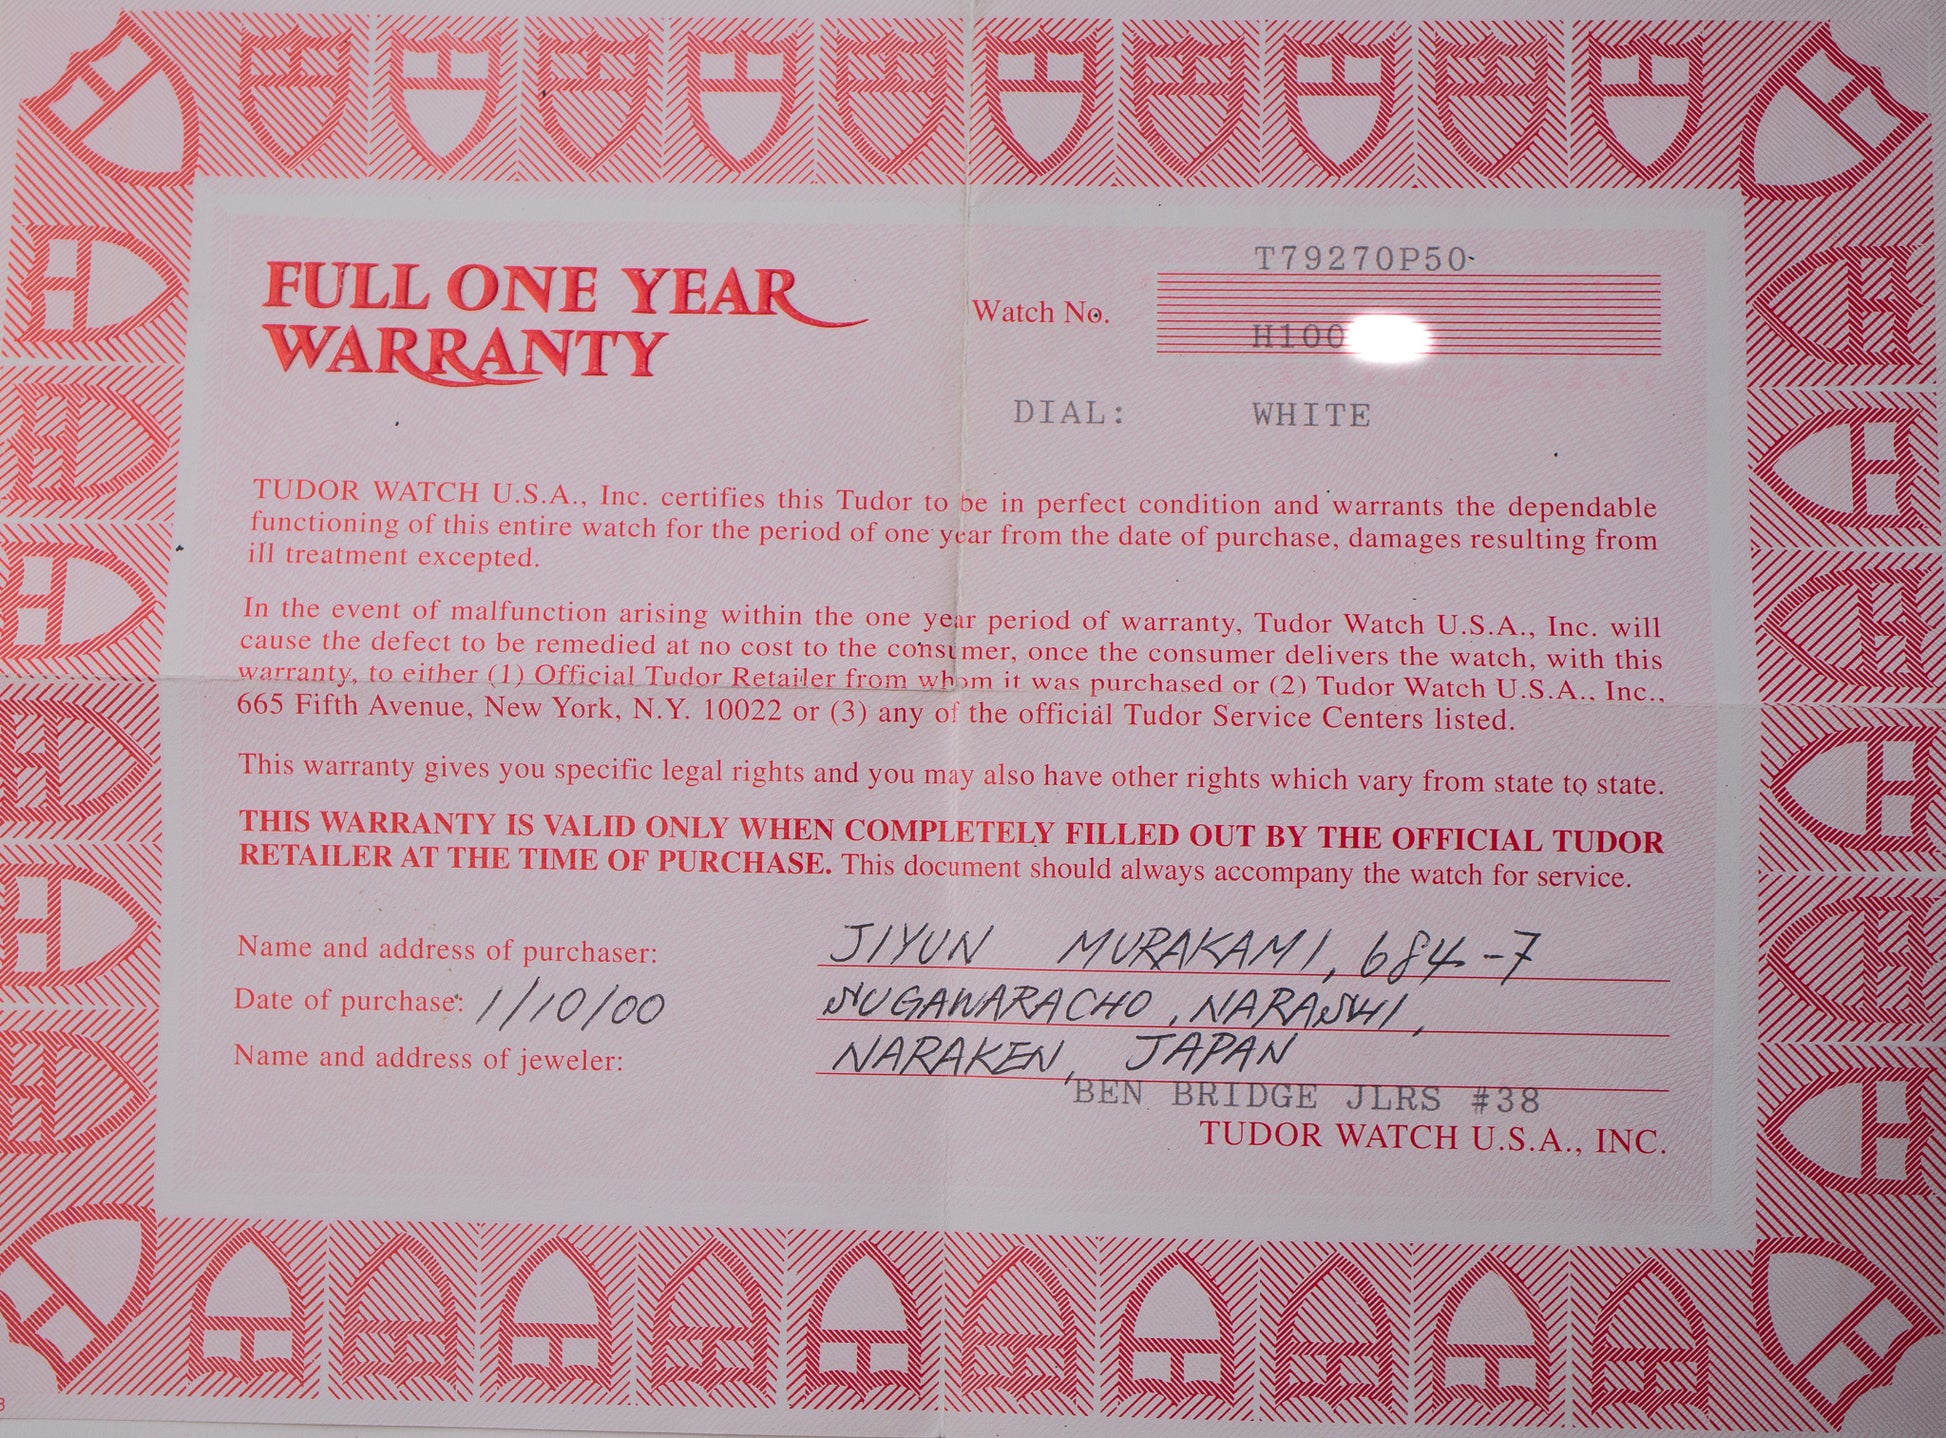 FULL ONE YEAR
WARRANTY
T79270P50
Watch No.
H100
DIAL: WHITE
TUDOR WATCH U.S.A., Inc. certifies this Tudor to be in perfect condition and warrants the dependable
functioning of this entire watch for the period of one year from the date of purchase, damages resulting from
ill treatment excepted.
In the event of malfunction arising within the one year period of warranty, Tudor Watch U.S.A., Inc. will
cause the defect to be remedied at no cost to the consumer, once the consumer delivers the watch, with this
warranty, to either (1) Official Tudor Retailer from whom it was purchased or (2) Tudor Watch U.S.A., Inc.,
665 Fifth Avenue, New York, N.Y. 10022 or (3) any of the official Tudor Service Centers listed.
This warranty gives you specific legal rights and you may also have other rights which vary from state to state.
THIS WARRANTY IS VALID ONLY WHEN COMPLETELY FILLED OUT BY THE OFFICIAL TUDOR
RETAILER AT THE TIME OF PURCHASE. This document should always accompany the watch for service.
Name and address of purchaser: JIYUN MURAKAMI, 684-7
Date of purchase: 1/10/00 SUGAWARACHO, NARASHI,
Name and address of jeweler: NARAKEN, JAPAN
BEN BRIDGE JLRS #38
TUDOR WATCH U.S.A., INC.